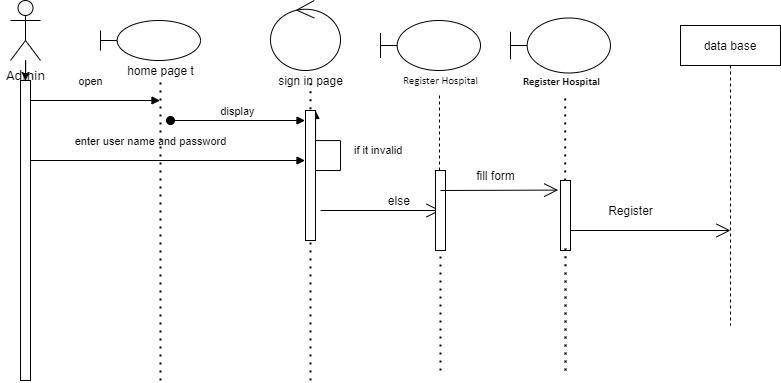 Admin
home page t
sign in page
Register Hospital
Register Hospital
data base
open
display
enter user name and password
if it invalid
fill form
else
Register